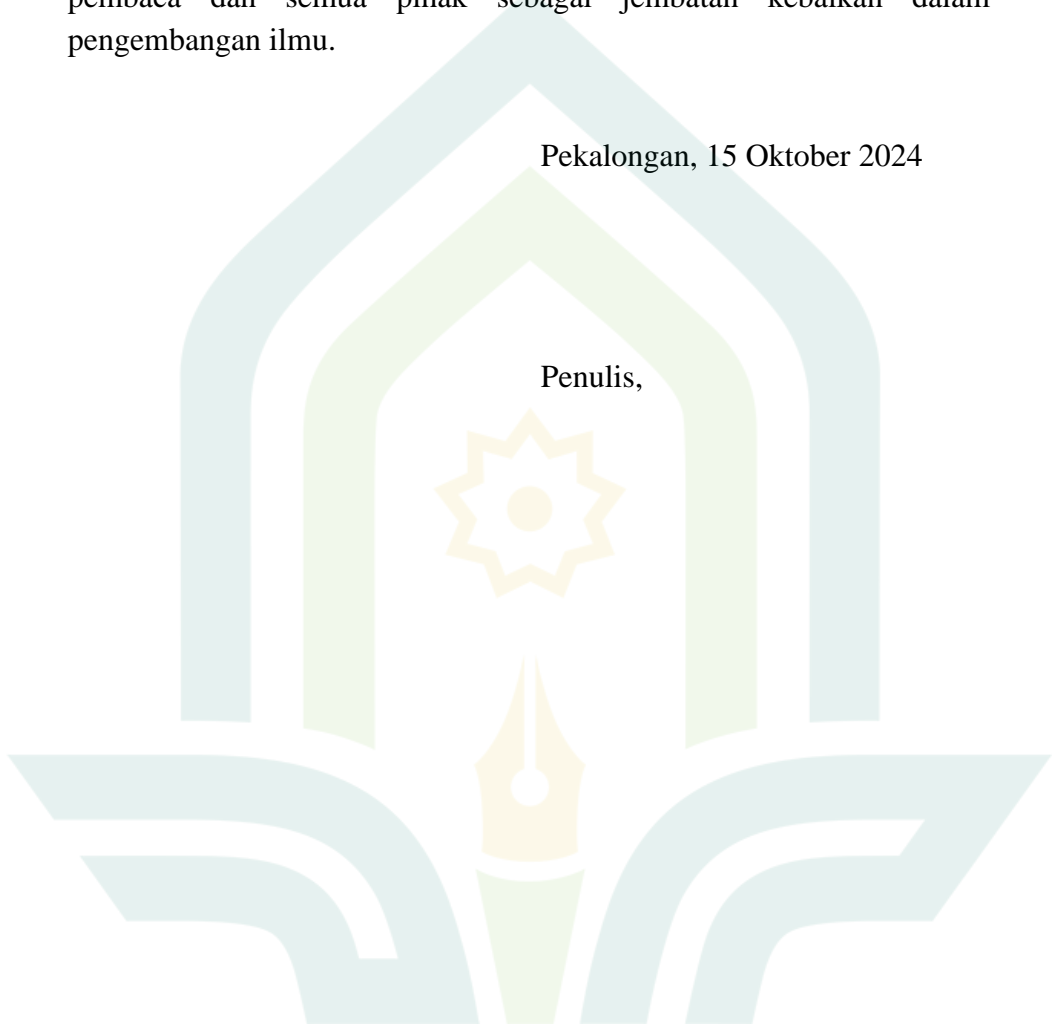 pembaca dan semua pihak sebagai jembatan kebaikan dalam
pengembangan ilmu.
Pekalongan, 15 Oktober 2024
Penulis,